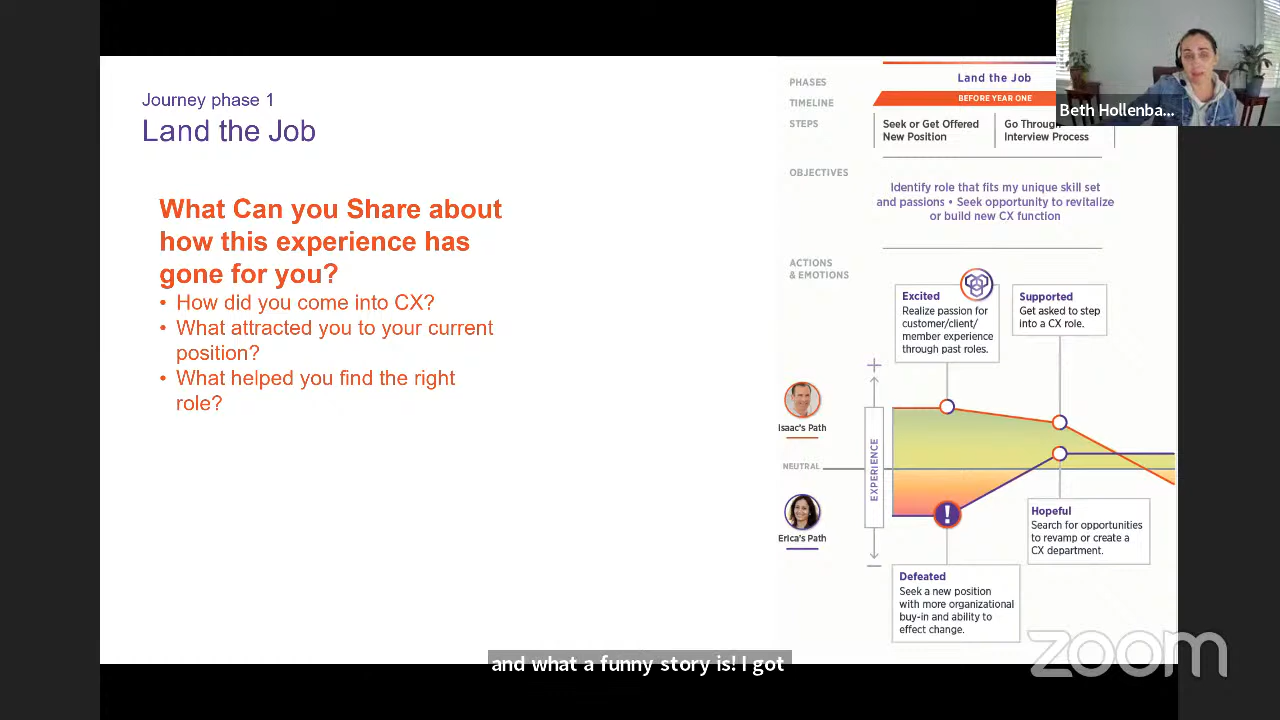 Journey phase 1
Land the Job
What Can you Share about
how this experience has
gone for you?
• How did you come into CX?
• What attracted you to your current
position?
• What helped you find the right
role?
PHASES
Land the Job
TIMELINE
BEFORE YEAR ONE
STEPS
Seek or Get Offered
New Position
Go Through
Interview Process
OBJECTIVES
Identify role that fits my unique skill set
and passions • Seek opportunity to revitalize
or build new CX function
ACTIONS
& EMOTIONS
Excited
Realize passion for
customer/client/
member experience
through past roles.
Supported
Get asked to step
into a CX role.
+
Isaac's Path
EXPERIENCE
NEUTRAL
Erica's Path
–
!
Hopeful
Search for opportunities
to revamp or create a
CX department.
Defeated
Seek a new position
with more organizational
buy-in and ability to
effect change.
Beth Hollenba...
and what a funny story is! I got
zoom